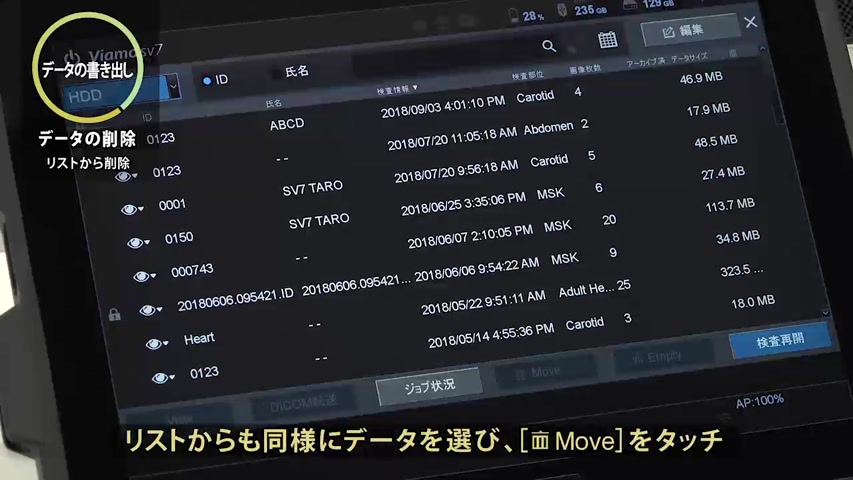 28% 235 GB 129 GB
Viamo sv7
データの書き出し
データの削除
リストから削除
HDD
ID 氏名
編集
ID 氏名 検査情報▼ 検査部位 画像枚数 アーカイブ済 データサイズ
0123 ABCD 2018/09/03 4:01:10 PM Carotid 4 46.9 MB
0123 -- 2018/07/20 11:05:18 AM Abdomen 2 17.9 MB
0001 SV7 TARO 2018/07/20 9:56:18 AM Carotid 5 48.5 MB
0150 SV7 TARO 2018/06/25 3:35:06 PM MSK 6 27.4 MB
000743 -- 2018/06/07 2:10:05 PM MSK 20 113.7 MB
20180606.095421.ID 20180606.095421... 2018/06/06 9:54:22 AM MSK 9 34.8 MB
Heart -- 2018/05/22 9:51:11 AM Adult He... 25 323.5 ...
0123 -- 2018/05/14 4:55:36 PM Carotid 3 18.0 MB
DICOM転送 ジョブ状況 Move Empty 検査再開
AP:100%
リストからも同様にデータを選び、[Move]をタッチ